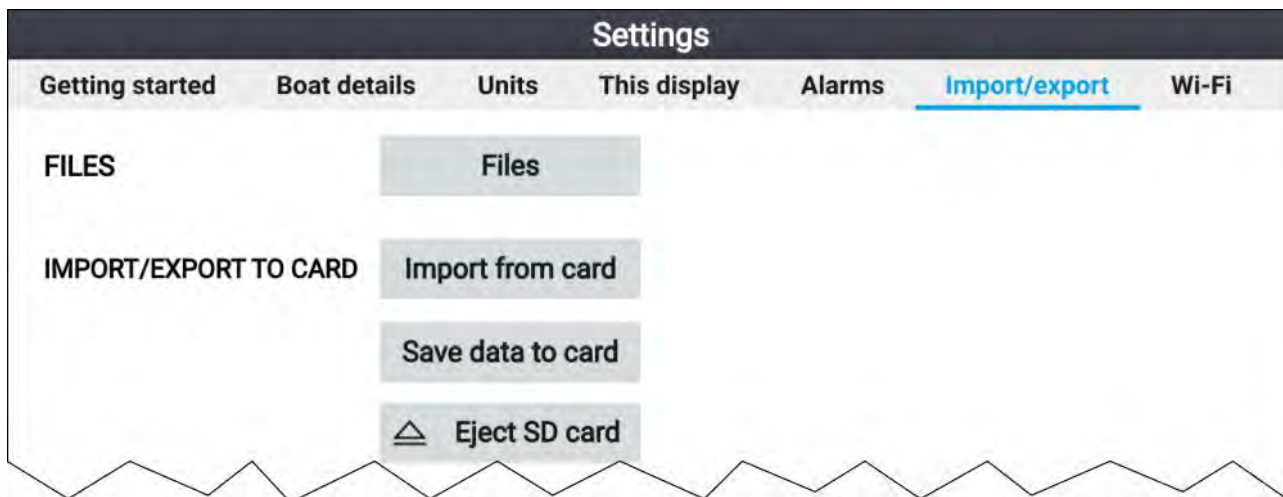 Settings
Getting started Boat details Units This display Alarms Import/export Wi-Fi
FILES Files
IMPORT/EXPORT TO CARD Import from card
Save data to card
Eject SD card